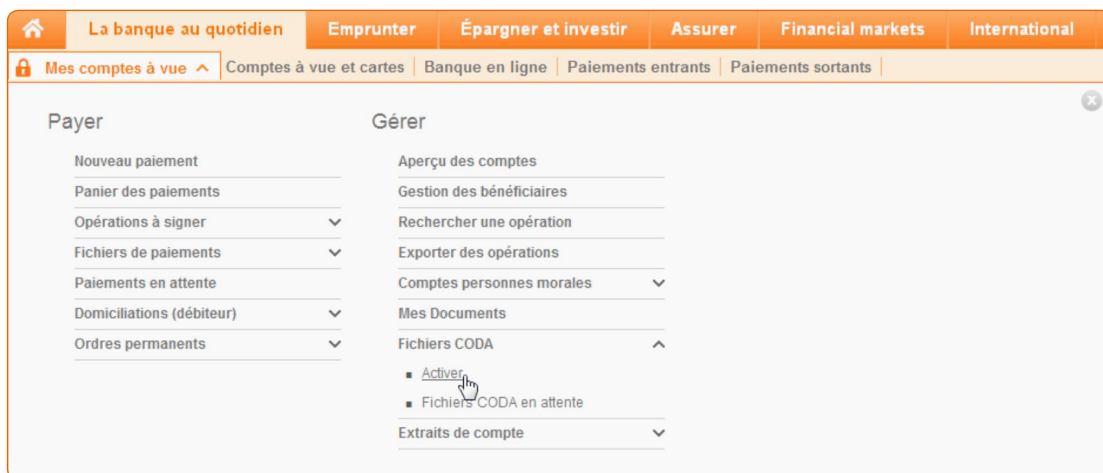 La banque au quotidien Emprunter Épargner et investir Assurer Financial markets International
Mes comptes à vue Comptes à vue et cartes Banque en ligne Paiements entrants Paiements sortants
Payer
Nouveau paiement
Panier des paiements
Opérations à signer
Fichiers de paiements
Paiements en attente
Domiciliations (débiteur)
Ordres permanents
Gérer
Aperçu des comptes
Gestion des bénéficiaires
Rechercher une opération
Exporter des opérations
Comptes personnes morales
Mes Documents
Fichiers CODA
Activer
Fichiers CODA en attente
Extraits de compte